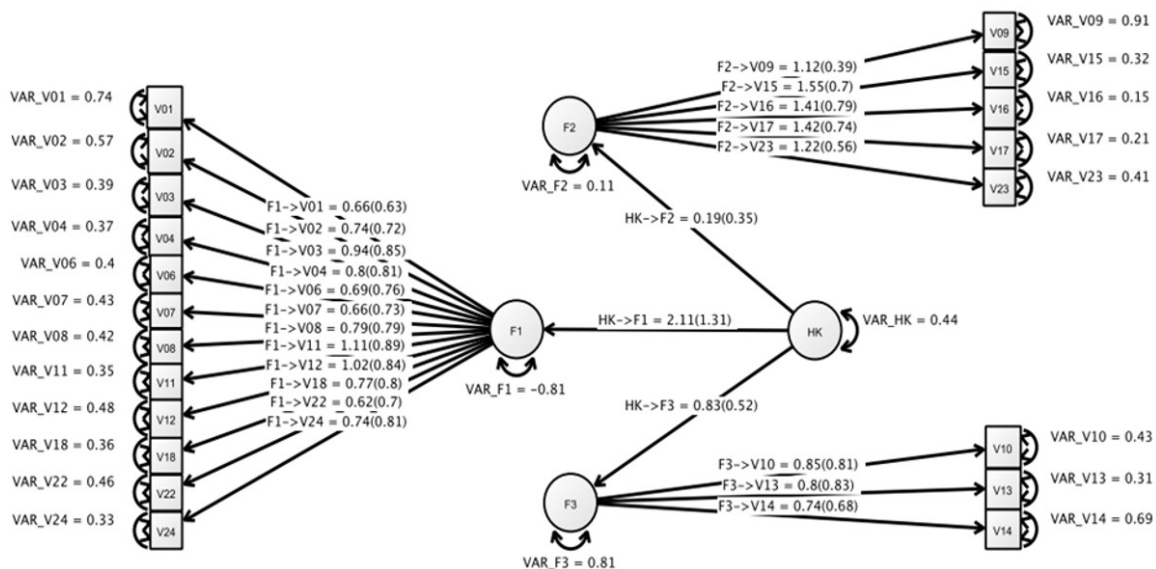 VAR_V01 = 0.74
V01
VAR_V02 = 0.57
V02
VAR_V03 = 0.39
V03
VAR_V04 = 0.37
V04
VAR_V06 = 0.4
V06
VAR_V07 = 0.43
V07
VAR_V08 = 0.42
V08
VAR_V11 = 0.35
V11
VAR_V12 = 0.48
V12
VAR_V18 = 0.36
V18
VAR_V22 = 0.46
V22
VAR_V24 = 0.33
V24
F1->V01 = 0.66(0.63)
F1->V02 = 0.74(0.72)
F1->V03 = 0.94(0.85)
F1->V04 = 0.8(0.81)
F1->V06 = 0.69(0.76)
F1->V07 = 0.66(0.73)
F1->V08 = 0.79(0.79)
F1->V11 = 1.11(0.89)
F1->V12 = 1.02(0.84)
F1->V18 = 0.77(0.8)
F1->V22 = 0.62(0.7)
F1->V24 = 0.74(0.81)
F1
VAR_F1 = -0.81
HK->F1 = 2.11(1.31)
HK
VAR_HK = 0.44
HK->F2 = 0.19(0.35)
HK->F3 = 0.83(0.52)
F2
VAR_F2 = 0.11
F2->V09 = 1.12(0.39)
F2->V15 = 1.55(0.7)
F2->V16 = 1.41(0.79)
F2->V17 = 1.42(0.74)
F2->V23 = 1.22(0.56)
V09
VAR_V09 = 0.91
V15
VAR_V15 = 0.32
V16
VAR_V16 = 0.15
V17
VAR_V17 = 0.21
V23
VAR_V23 = 0.41
F3
VAR_F3 = 0.81
F3->V10 = 0.85(0.81)
F3->V13 = 0.8(0.83)
F3->V14 = 0.74(0.68)
V10
VAR_V10 = 0.43
V13
VAR_V13 = 0.31
V14
VAR_V14 = 0.69